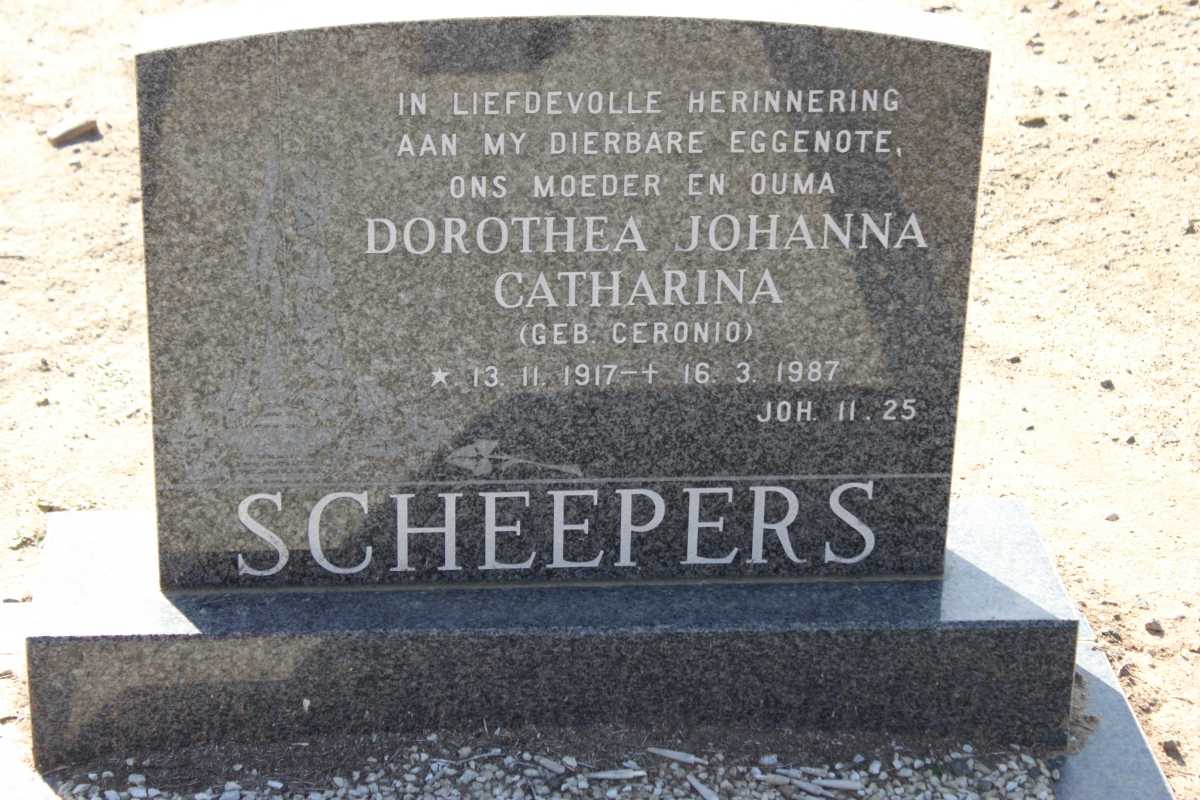 IN LIEFDEVOLLE HERINNERING
AAN MY DIERBARE EGGENOTE,
ONS MOEDER EN OUMA
DOROTHEA JOHANNA
CATHARINA
(GEB. CERONIO)
★ 13. 11. 1917-✝ 16. 3. 1987
JOH. 11. 25
SCHEEPERS